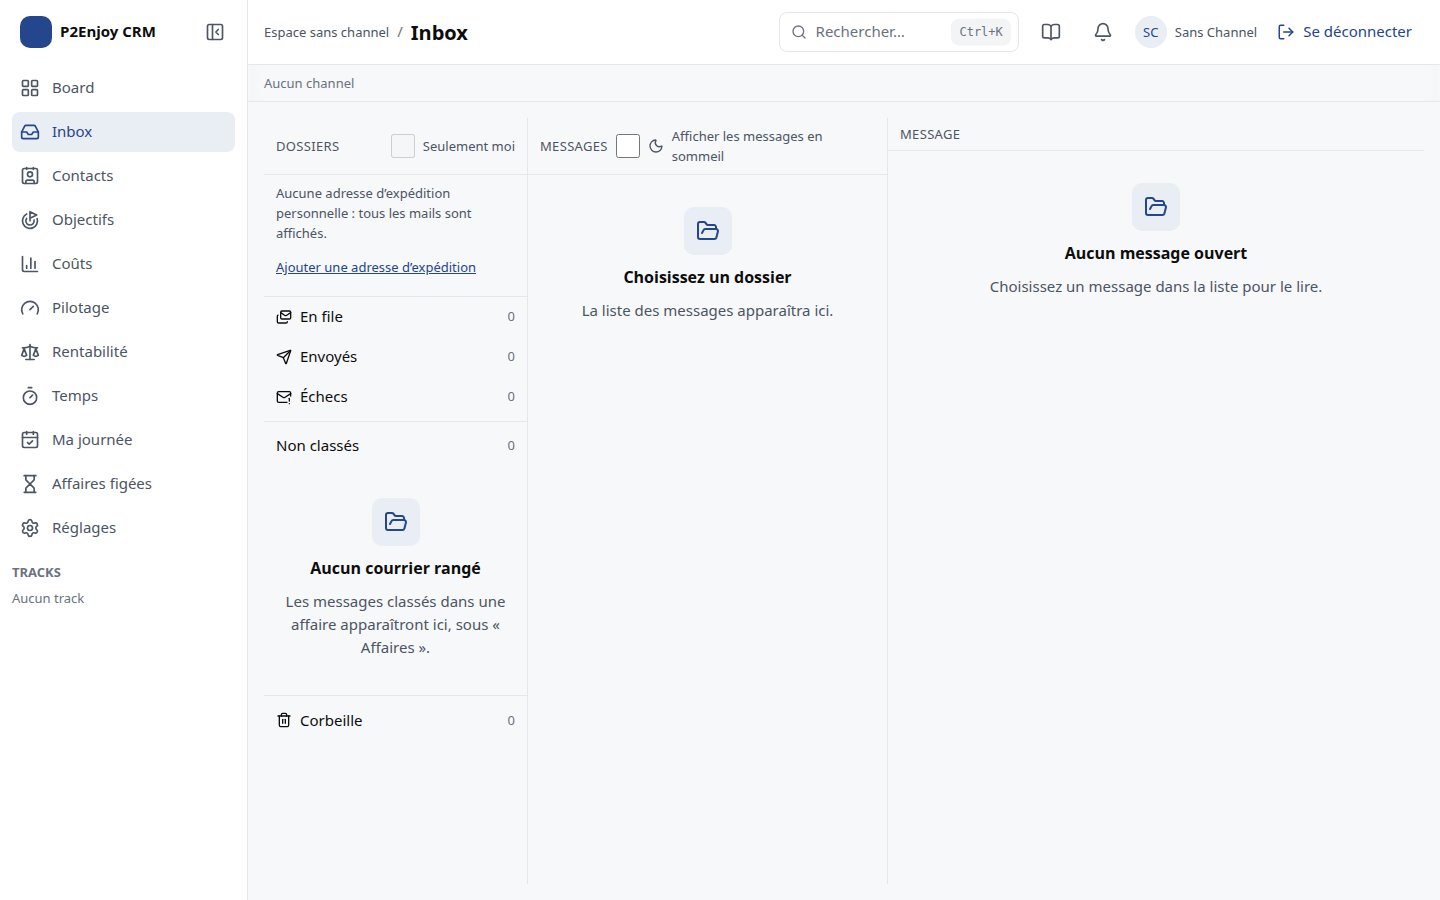 P2Enjoy CRM
Board
Inbox
Contacts
Objectifs
Coûts
Pilotage
Rentabilité
Temps
Ma journée
Affaires figées
Réglages
TRACKS
Aucun track
Espace sans channel / Inbox
Rechercher...
Ctrl+K
SC
Sans Channel
Se déconnecter
Aucun channel
DOSSIERS
Seulement moi
Aucune adresse d’expédition
personnelle : tous les mails sont
affichés.
Ajouter une adresse d’expédition
En file 0
Envoyés 0
Échecs 0
Non classés 0
Aucun courrier rangé
Les messages classés dans une
affaire apparaîtront ici, sous «
Affaires ».
Corbeille 0
MESSAGES
Afficher les messages en
sommeil
Choisissez un dossier
La liste des messages apparaîtra ici.
MESSAGE
Aucun message ouvert
Choisissez un message dans la liste pour le lire.